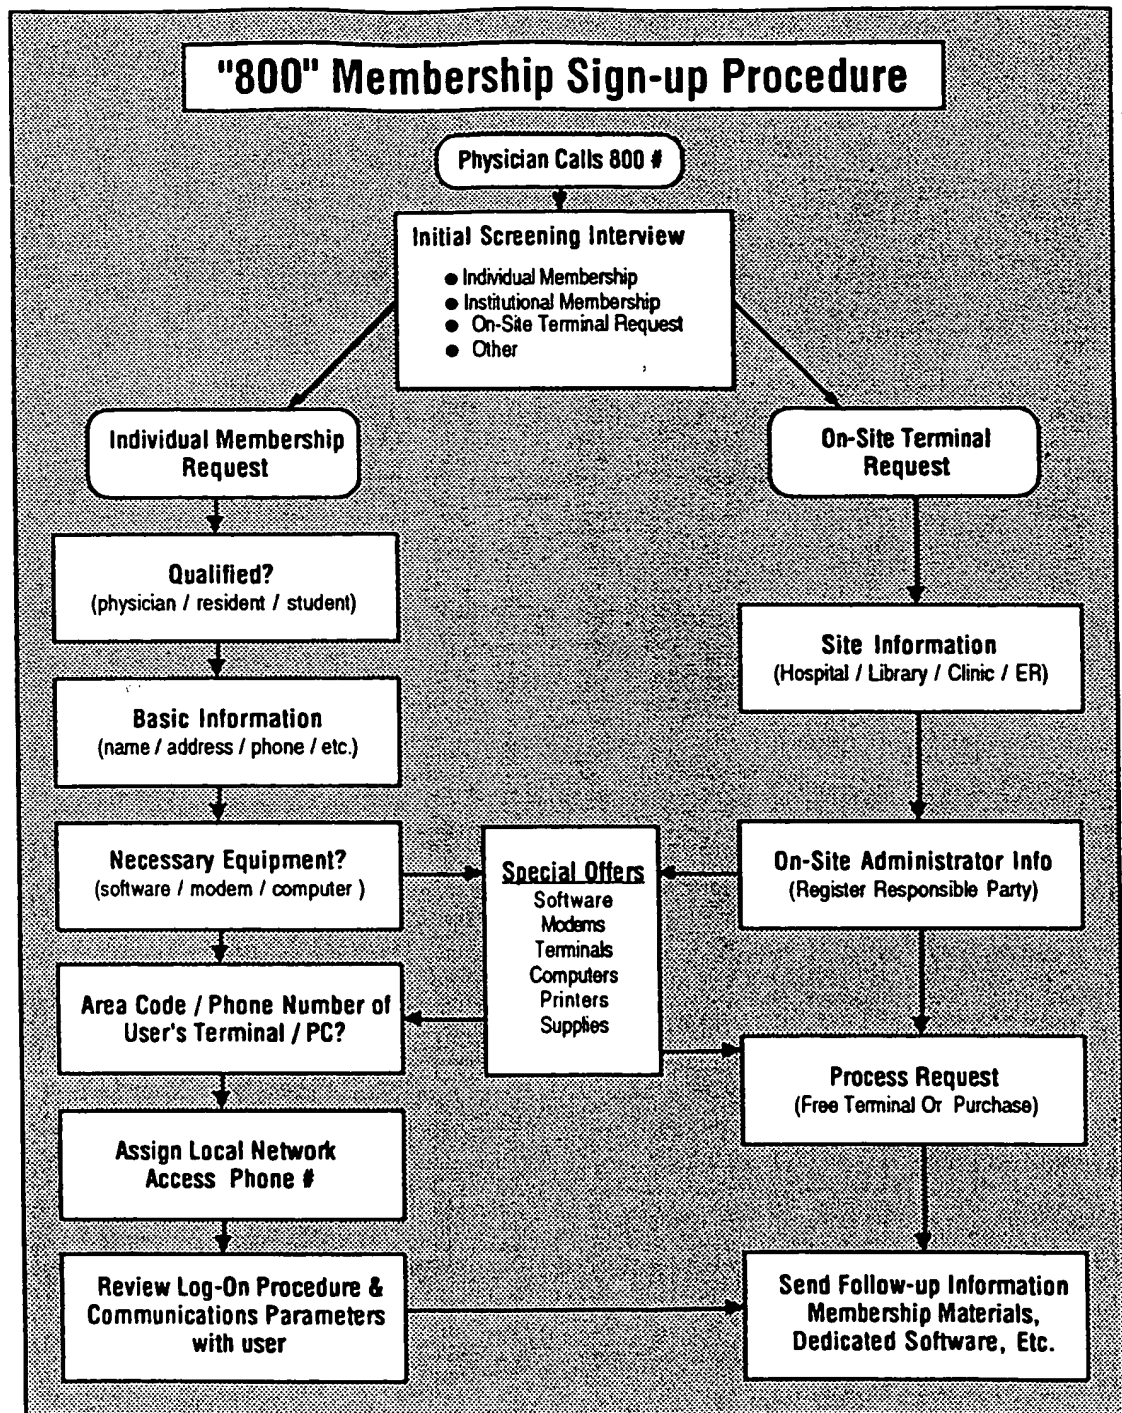 "800" Membership Sign-up Procedure
Physician Calls 800 #
Initial Screening Interview
● Individual Membership
● Institutional Membership
● On-Site Terminal Request
● Other
Individual Membership
Request
On-Site Terminal
Request
Qualified?
(physician / resident / student)
Basic Information
(name / address / phone / etc.)
Necessary Equipment?
(software / modem / computer )
Area Code / Phone Number of
User's Terminal / PC?
Assign Local Network
Access Phone #
Review Log-On Procedure &
Communications Parameters
with user
Special Offers
Software
Modems
Terminals
Computers
Printers
Supplies
Site Information
(Hospital / Library / Clinic / ER)
On-Site Administrator Info
(Register Responsible Party)
Process Request
(Free Terminal Or Purchase)
Send Follow-up Information
Membership Materials,
Dedicated Software, Etc.